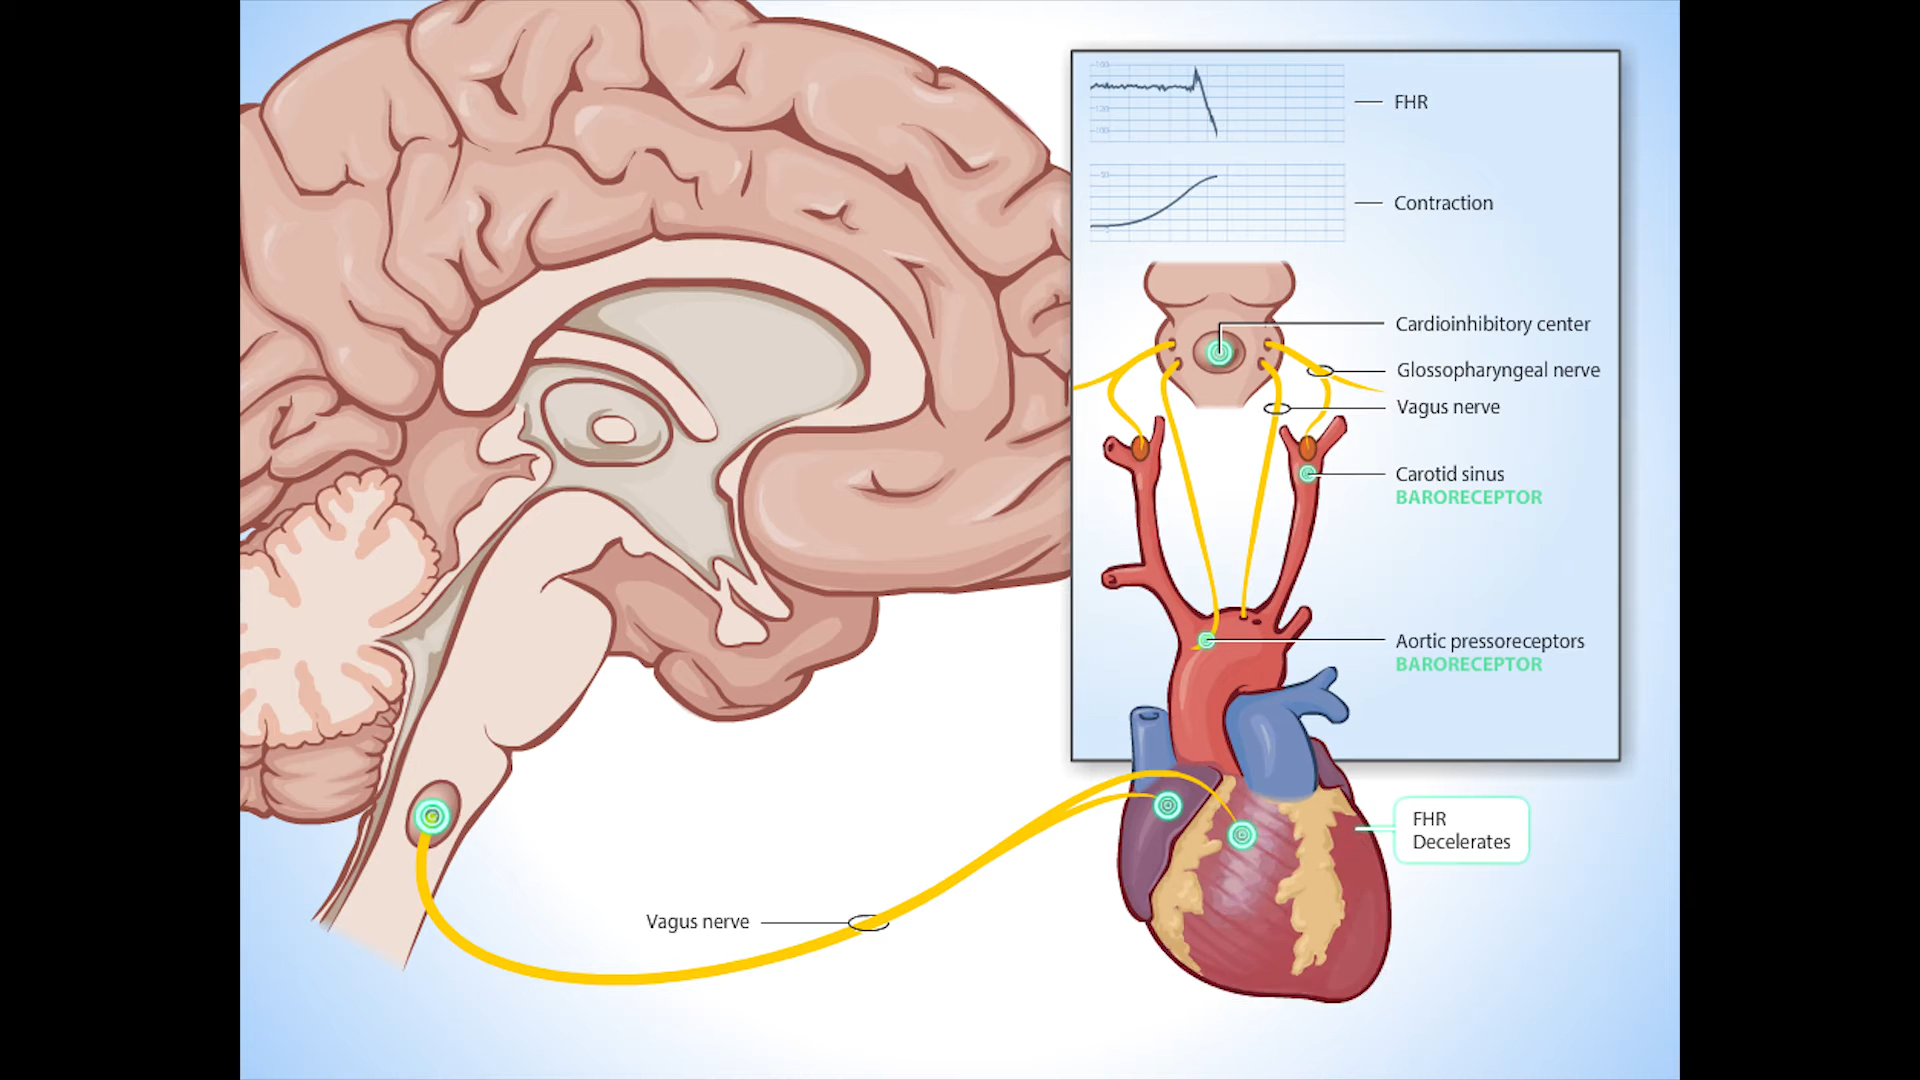 FHR
Contraction
Cardioinhibitory center
Glossopharyngeal nerve
Vagus nerve
Carotid sinus
BARORECEPTOR
Aortic pressoreceptors
BARORECEPTOR
FHR
Decelerates
Vagus nerve